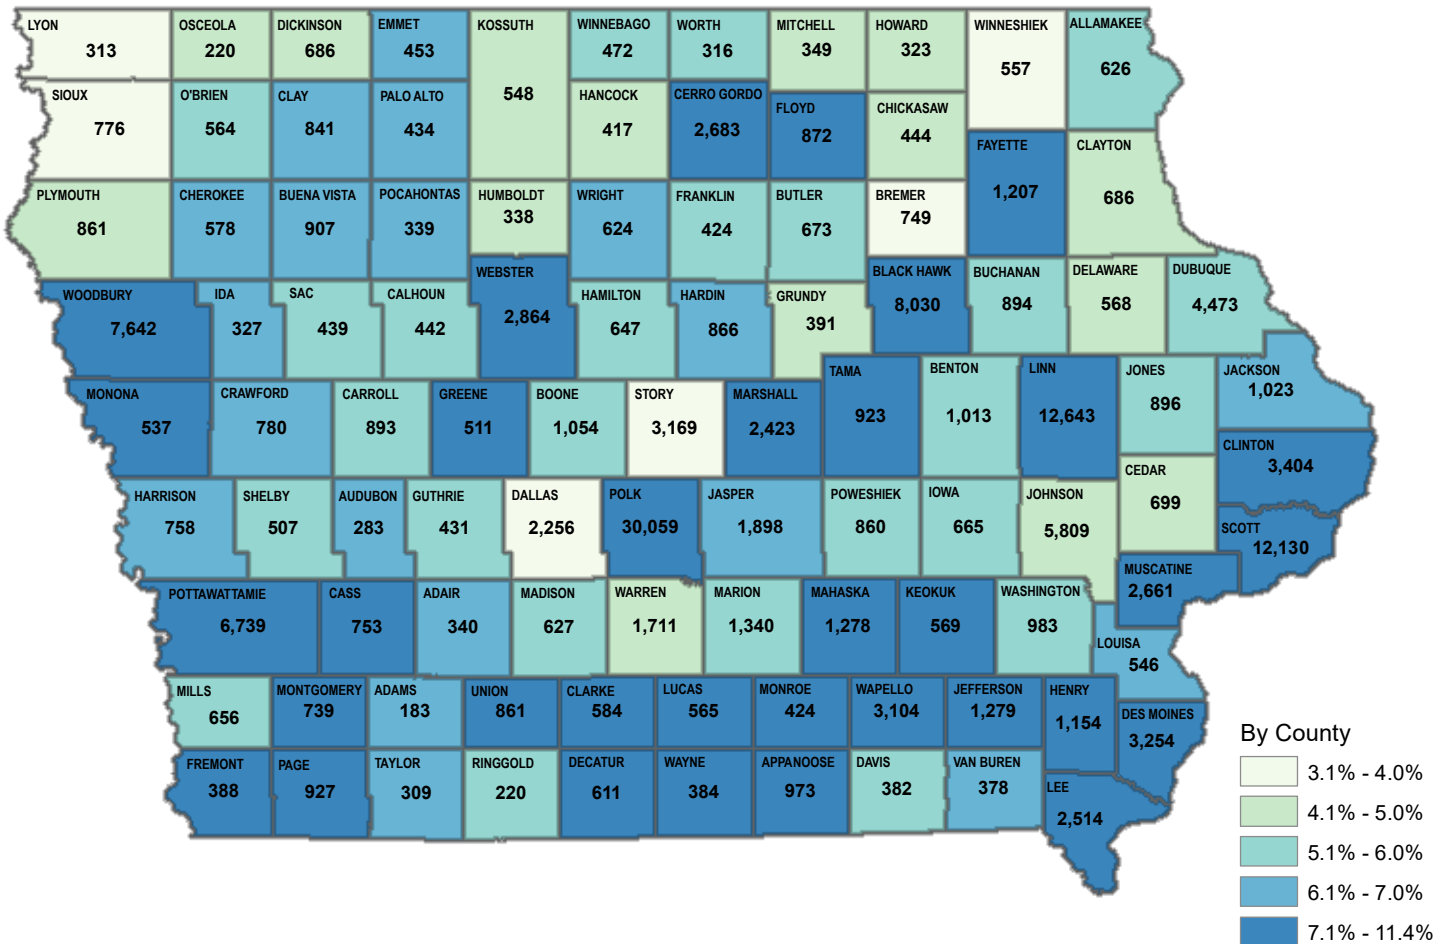 LYON
313
OSCEOLA
220
DICKINSON
686
EMMET
453
KOSSUTH
548
WINNEBAGO
472
WORTH
316
MITCHELL
349
HOWARD
323
WINNESHIEK
557
ALLAMAKEE
626
SIOUX
776
O'BRIEN
564
CLAY
841
PALO ALTO
434
HANCOCK
417
CERRO GORDO
2,683
FLOYD
872
CHICKASAW
444
FAYETTE
1,207
CLAYTON
686
PLYMOUTH
861
CHEROKEE
578
BUENA VISTA
907
POCAHONTAS
339
HUMBOLDT
338
WRIGHT
624
FRANKLIN
424
BUTLER
673
BREMER
749
WOODBURY
7,642
IDA
327
SAC
439
CALHOUN
442
WEBSTER
2,864
HAMILTON
647
HARDIN
866
GRUNDY
391
BLACK HAWK
8,030
BUCHANAN
894
DELAWARE
568
DUBUQUE
4,473
MONONA
537
CRAWFORD
780
CARROLL
893
GREENE
511
BOONE
1,054
STORY
3,169
MARSHALL
2,423
TAMA
923
BENTON
1,013
LINN
12,643
JONES
896
JACKSON
1,023
CLINTON
3,404
CEDAR
699
HARRISON
758
SHELBY
507
AUDUBON
283
GUTHRIE
431
DALLAS
2,256
POLK
30,059
JASPER
1,898
POWESHIEK
860
IOWA
665
JOHNSON
5,809
SCOTT
12,130
MUSCATINE
2,661
POTTAWATTAMIE
6,739
CASS
753
ADAIR
340
MADISON
627
WARREN
1,711
MARION
1,340
MAHASKA
1,278
KEOKUK
569
WASHINGTON
983
LOUISA
546
MILLS
656
MONTGOMERY
739
ADAMS
183
UNION
861
CLARKE
584
LUCAS
565
MONROE
424
WAPELLO
3,104
JEFFERSON
1,279
HENRY
1,154
DES MOINES
3,254
FREMONT
388
PAGE
927
TAYLOR
309
RINGGOLD
220
DECATUR
611
WAYNE
384
APPANOOSE
973
DAVIS
382
VAN BUREN
378
LEE
2,514
By County
3.1% - 4.0%
4.1% - 5.0%
5.1% - 6.0%
6.1% - 7.0%
7.1% - 11.4%